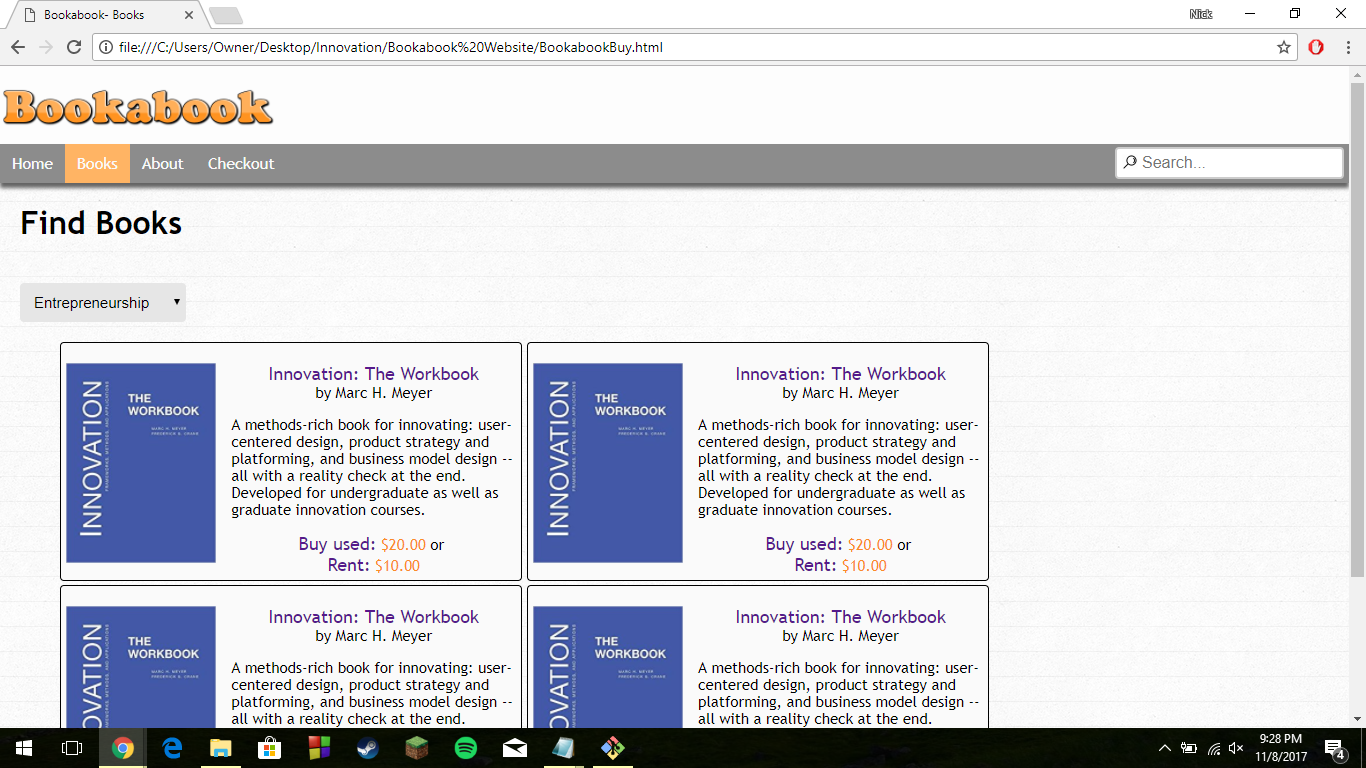 Bookabook- Books
Nick
file:///C:/Users/Owner/Desktop/Innovation/Bookabook%20Website/BookabookBuy.html
Bookabook
Home Books About Checkout Search...
Find Books
Entrepreneurship
INNOVATION
FRAMEWORKS, METHODS, AND APPLICATIONS
THE
WORKBOOK
MARC H. MEYER
FREDERICK G. CRANE
Innovation: The Workbook
by Marc H. Meyer
A methods-rich book for innovating: user-
centered design, product strategy and
platforming, and business model design --
all with a reality check at the end.
Developed for undergraduate as well as
graduate innovation courses.
Buy used: $20.00 or
Rent: $10.00
INNOVATION
FRAMEWORKS, METHODS, AND APPLICATIONS
THE
WORKBOOK
MARC H. MEYER
FREDERICK G. CRANE
Innovation: The Workbook
by Marc H. Meyer
A methods-rich book for innovating: user-
centered design, product strategy and
platforming, and business model design --
all with a reality check at the end.
Developed for undergraduate as well as
graduate innovation courses.
Buy used: $20.00 or
Rent: $10.00
THE
WORKBOOK
MARC H. MEYER
FREDERICK G. CRANE
Innovation: The Workbook
by Marc H. Meyer
A methods-rich book for innovating: user-
centered design, product strategy and
platforming, and business model design --
all with a reality check at the end.
THE
WORKBOOK
MARC H. MEYER
FREDERICK G. CRANE
Innovation: The Workbook
by Marc H. Meyer
A methods-rich book for innovating: user-
centered design, product strategy and
platforming, and business model design --
all with a reality check at the end.
9:28 PM
11/8/2017
4